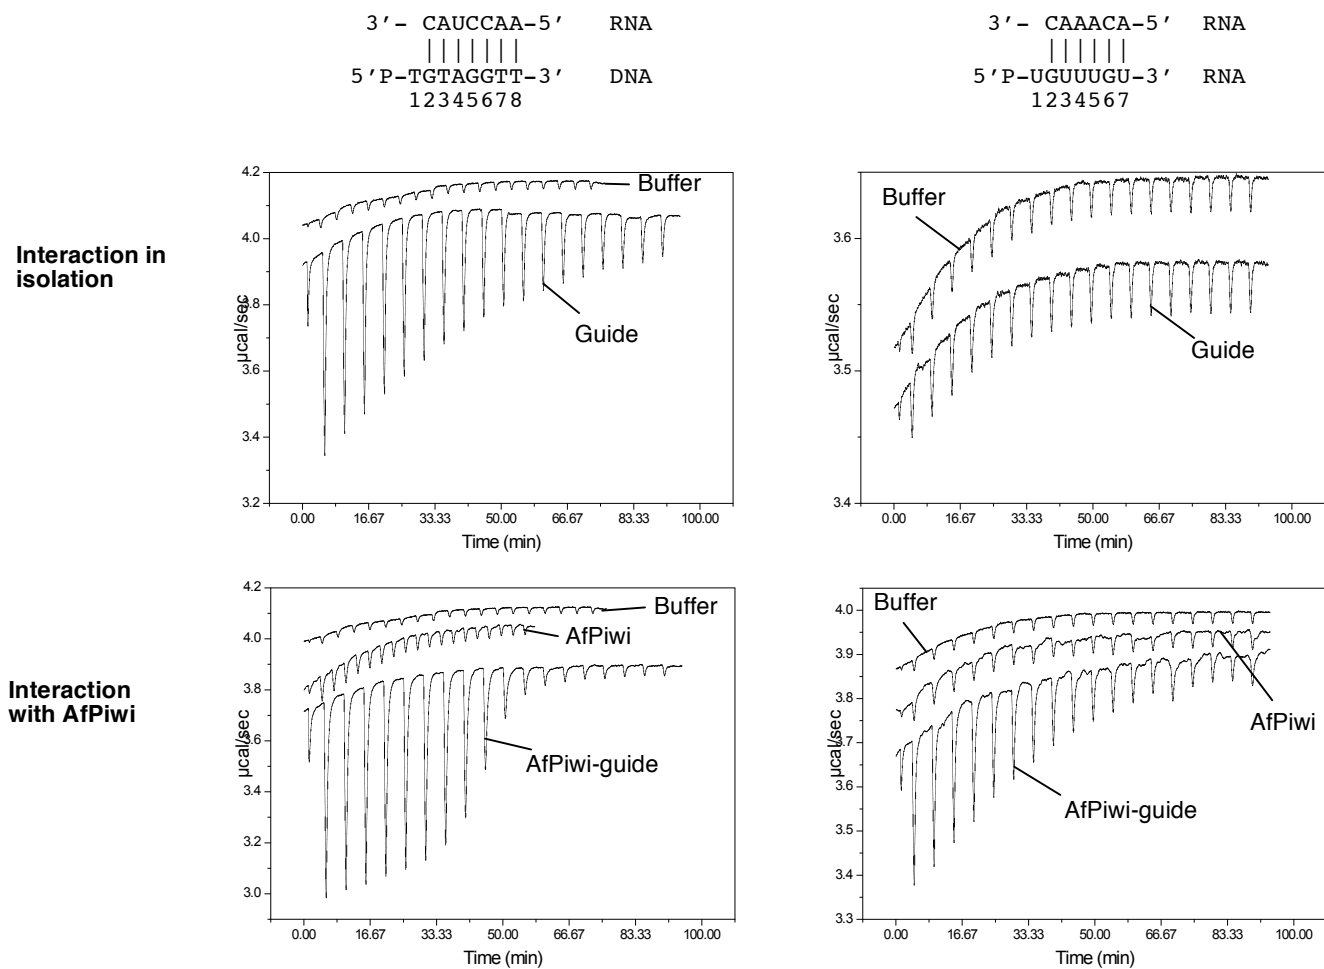 3′- CAUCCAA-5′ RNA
| | | | | | |
5′P-TGTAGGTT-3′ DNA
12345678
3′- CAAACA-5′ RNA
| | | | | |
5′P-UGUUUGU-3′ RNA
1234567
Interaction in
isolation
4.2
4.0
3.8
3.6
3.4
3.2
µcal/sec
Buffer
Guide
0.00 16.67 33.33 50.00 66.67 83.33 100.00
Time (min)
3.6
3.5
3.4
µcal/sec
Buffer
Guide
0.00 16.67 33.33 50.00 66.67 83.33 100.00
Time (min)
Interaction
with AfPiwi
4.2
4.0
3.8
3.6
3.4
3.2
3.0
µcal/sec
Buffer
AfPiwi
AfPiwi-guide
0.00 16.67 33.33 50.00 66.67 83.33 100.00
Time (min)
4.0
3.9
3.8
3.7
3.6
3.5
3.4
3.3
µcal/sec
Buffer
AfPiwi
AfPiwi-guide
0.00 16.67 33.33 50.00 66.67 83.33 100.00
Time (min)